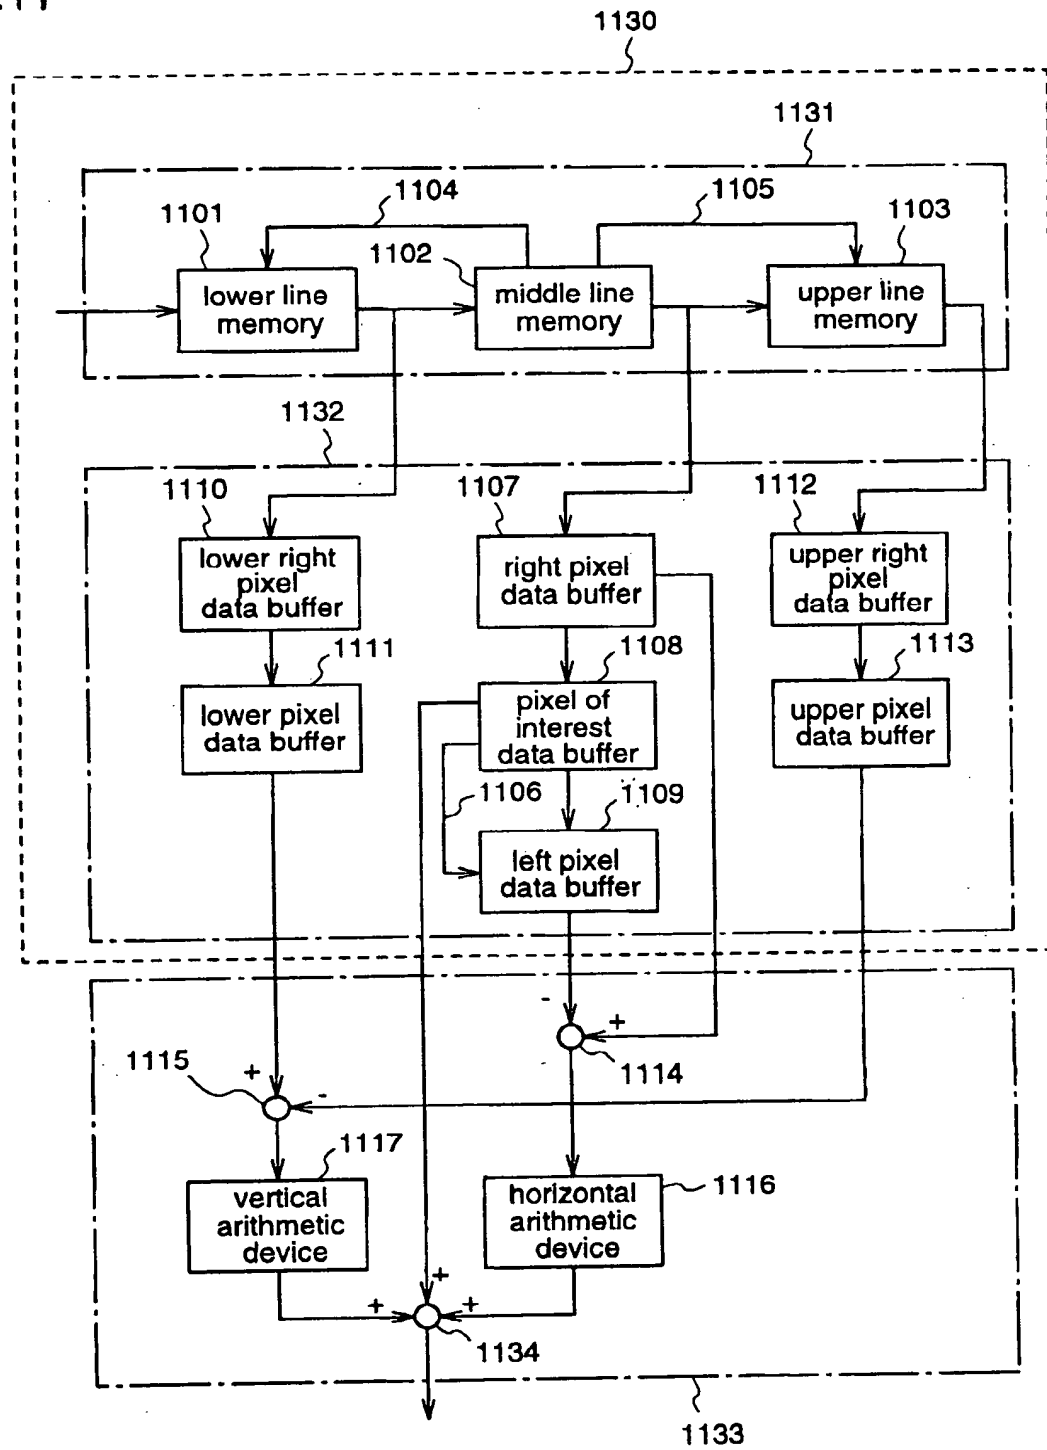 1130
1131
1104
1105
1101
1103
1102
lower line
memory
middle line
memory
upper line
memory
1132
1110
1107
1112
lower right
pixel
data buffer
right pixel
data buffer
upper right
pixel
data buffer
1111
1108
1113
lower pixel
data buffer
pixel of
interest
data buffer
upper pixel
data buffer
1106
1109
left pixel
data buffer
-
+
1114
1115
+
-
1117
1116
vertical
arithmetic
device
horizontal
arithmetic
device
+
+
+
1134
1133